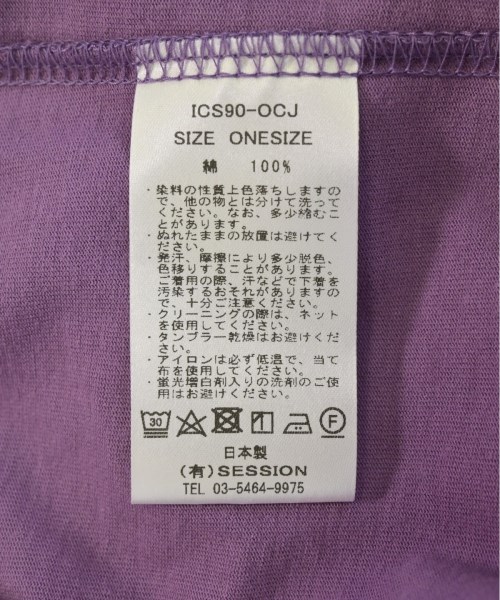 ICS90-OCJ
SIZE ONESIZE
綿 100%
・染料の性質上色落ちしますの
で、他の物とは分けて洗って
ください。なお、多少縮むこ
とがあります。
・ぬれたままの放置は避けてく
ださい。
・発汗、摩擦により多少脱色、
色移りすることがあります。
ご着用の際、汗などで下着を
汚染するおそれがありますの
で、十分ご注意ください。
・クリーニングの際は、ネット
を使用してください。
・タンブラー乾燥はお避けくだ
さい。
・アイロンは必ず低温で、当て
布を使用してください。
・蛍光増白剤入りの洗剤のご使
用はお避けください。
30 F
日本製
(有)SESSION
TEL 03-5464-9975